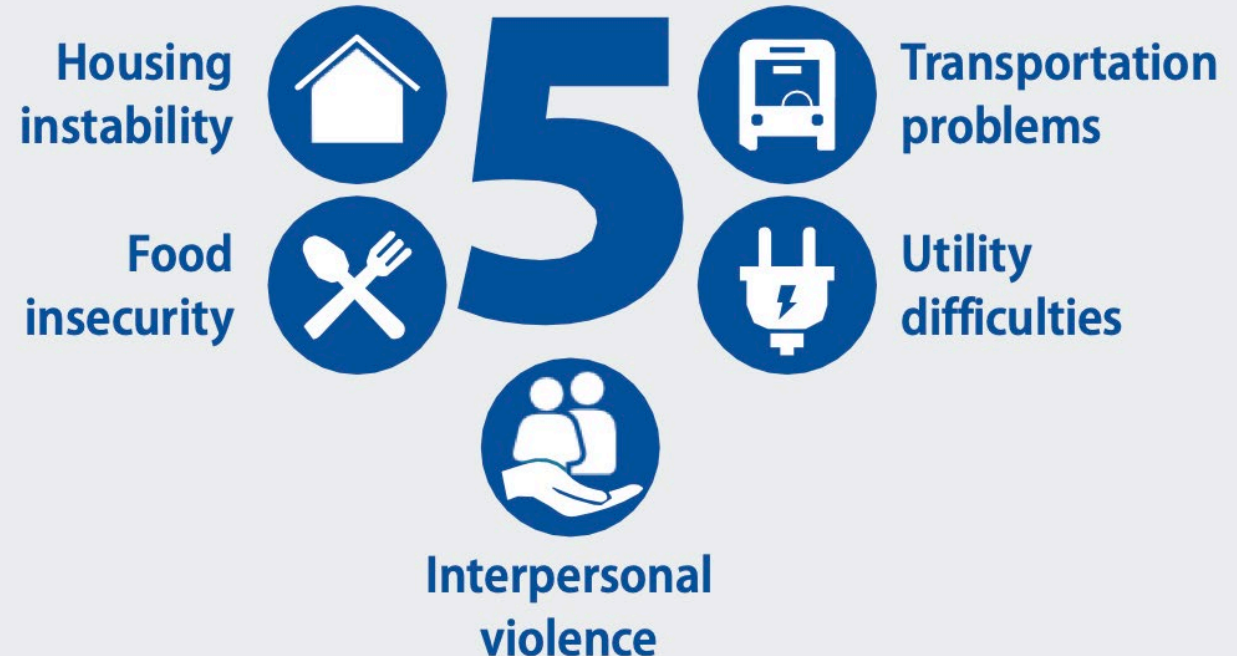 Housing
instability
Food
insecurity
5
Transportation
problems
Utility
difficulties
Interpersonal
violence